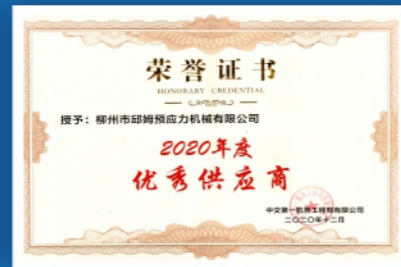 荣誉证书
HONORARY CREDENTIAL
授予：柳州市邱姆预应力机械有限公司
2020年度
优秀供应商
中交第一航务工程局有限公司
二〇二〇年十二月